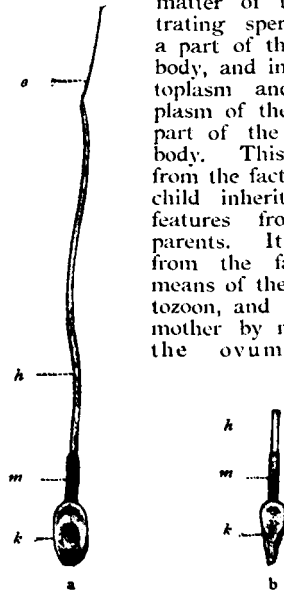 matter of t
trating sper
a part of th
body, and in
toplasm and
plasm of the
part of the
body. This
from the fact
child inherit
features fro
parents. It
from the fa
means of the
tozoon, and
mother by m
the ovum
e
h
m
k
a
h
m
k
b